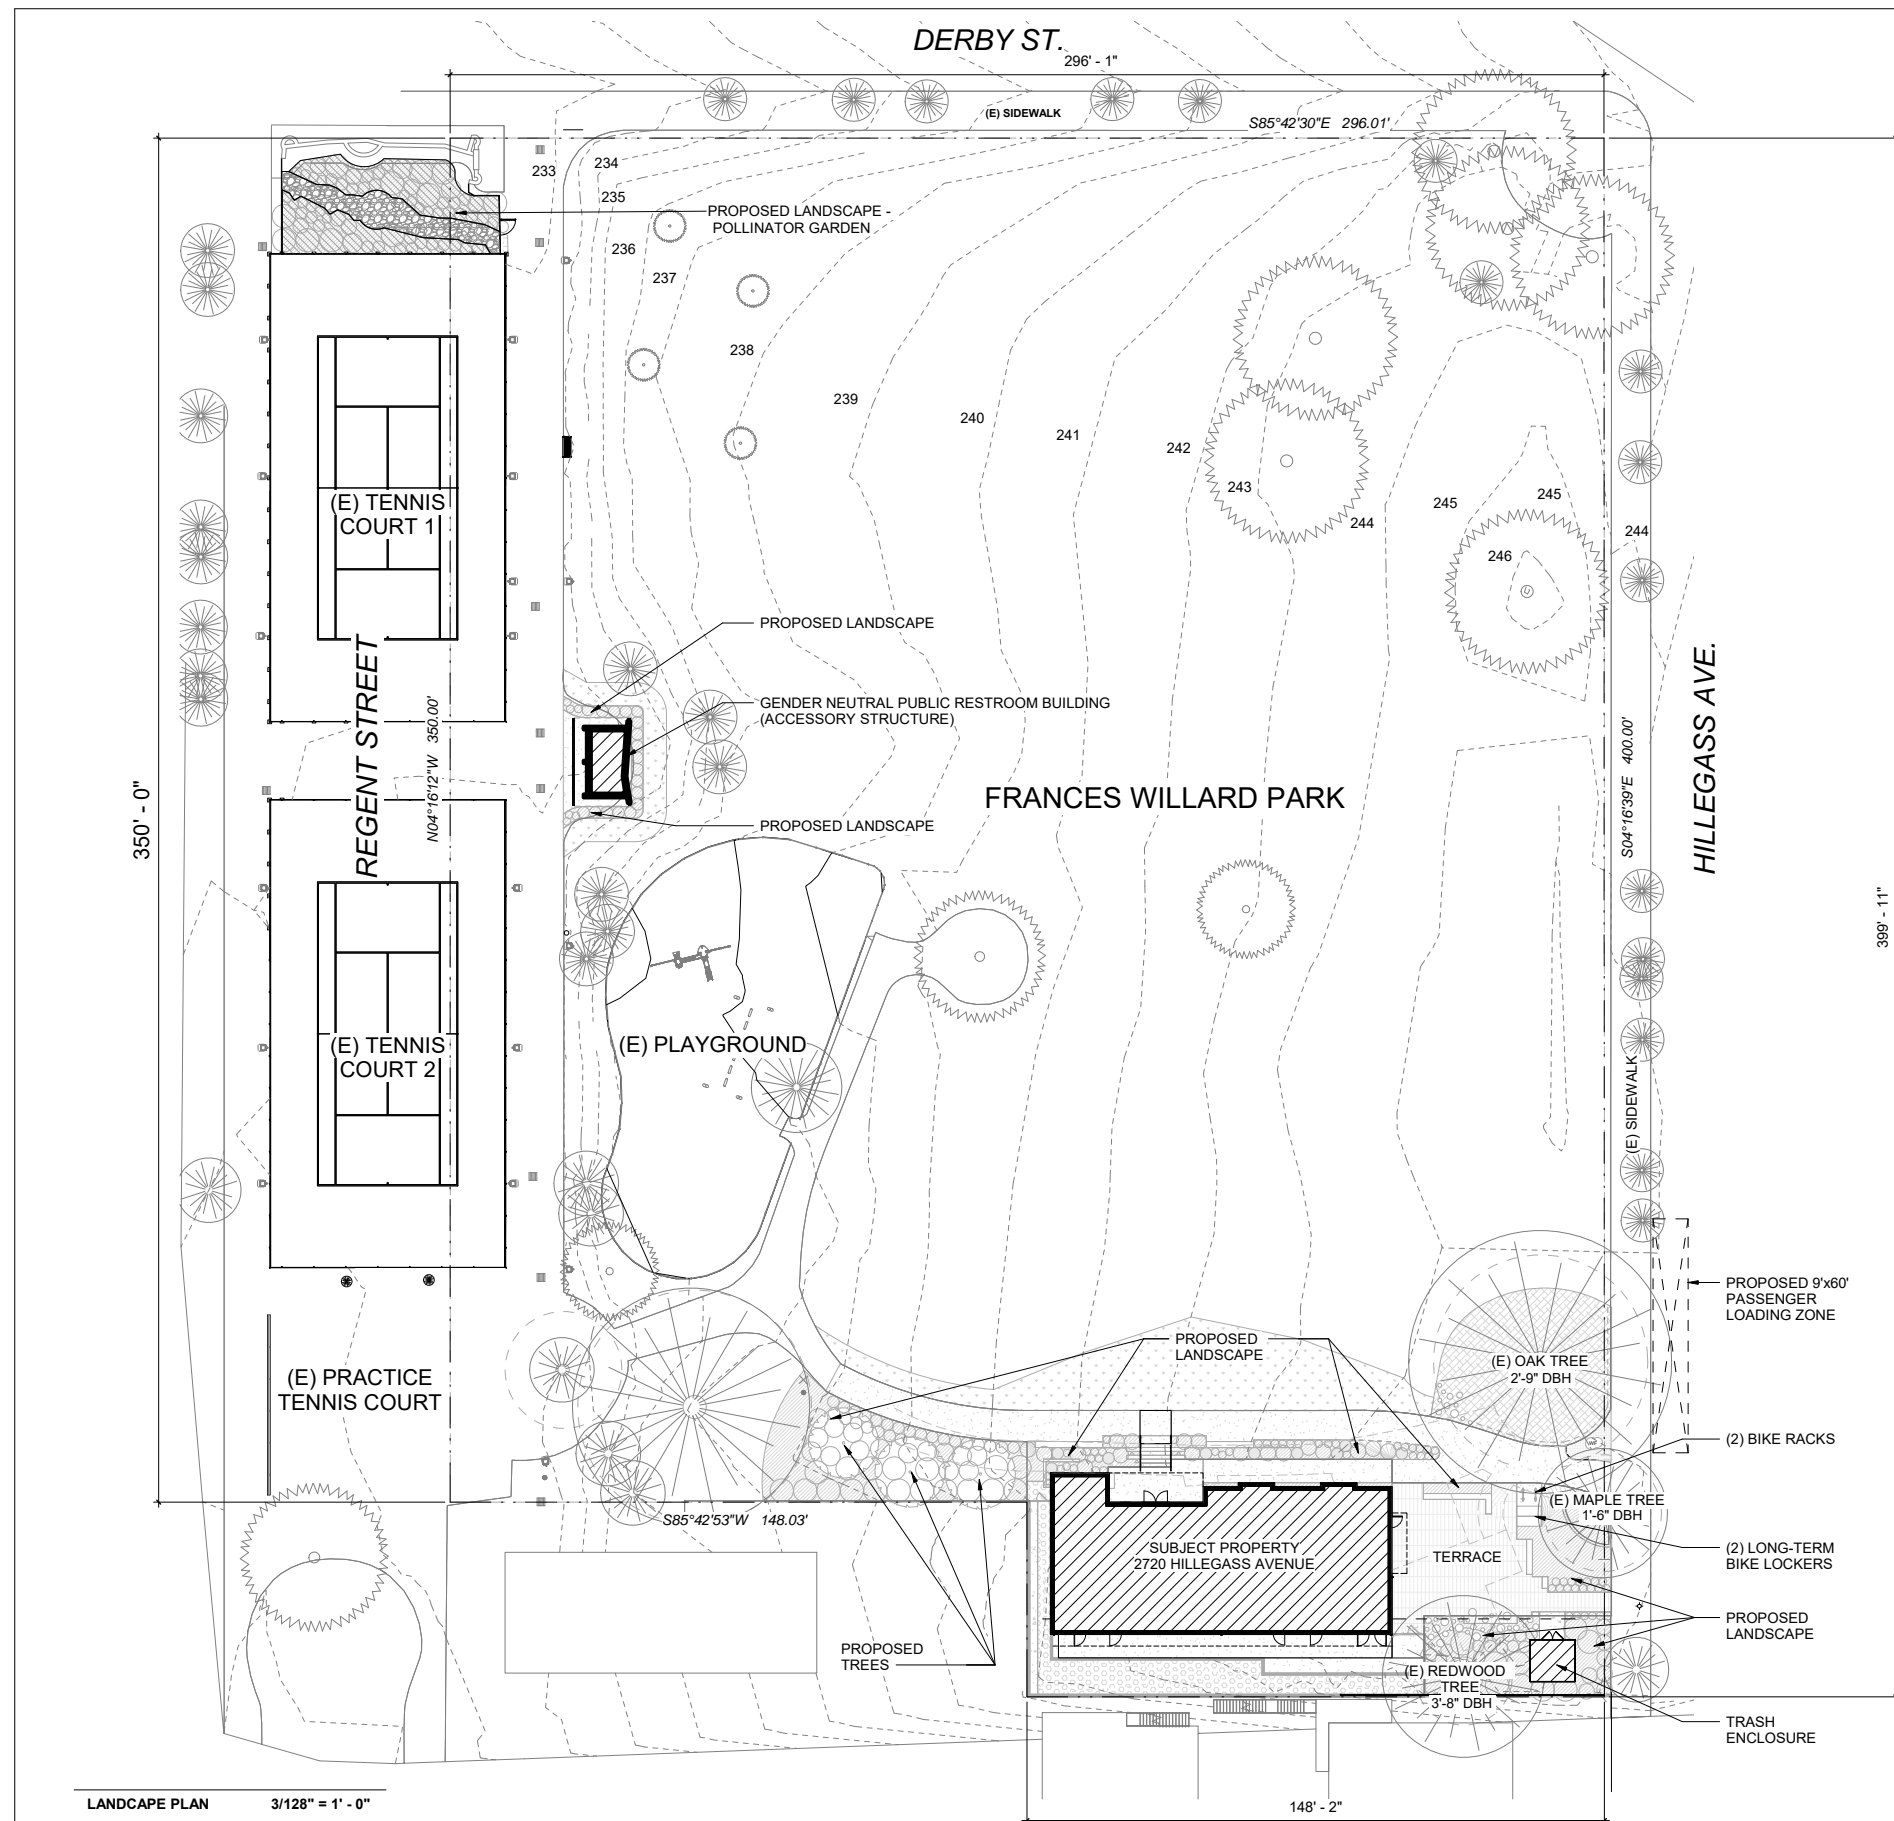 DERBY ST.
296' - 1"
(E) SIDEWALK
S85°42'30"E 296.01'
233
234
235
236
237
238
239
240
241
242
243
244
245
245
246
244
PROPOSED LANDSCAPE -
POLLINATOR GARDEN
(E) TENNIS
COURT 1
REGENT STREET
N04°16'12"W 350.00'
350' - 0"
PROPOSED LANDSCAPE
GENDER NEUTRAL PUBLIC RESTROOM BUILDING
(ACCESSORY STRUCTURE)
PROPOSED LANDSCAPE
FRANCES WILLARD PARK
S04°16'39"E 400.00'
HILLEGASS AVE.
399' - 11"
(E) TENNIS
COURT 2
(E) PLAYGROUND
(E) SIDEWALK
PROPOSED 9'x60'
PASSENGER
LOADING ZONE
PROPOSED
LANDSCAPE
(E) OAK TREE
2'-9" DBH
(E) PRACTICE
TENNIS COURT
(2) BIKE RACKS
(E) MAPLE TREE
1'-6" DBH
S85°42'53"W 148.03'
SUBJECT PROPERTY
2720 HILLEGASS AVENUE
TERRACE
(2) LONG-TERM
BIKE LOCKERS
PROPOSED
LANDSCAPE
PROPOSED
TREES
(E) REDWOOD
TREE
3'-8" DBH
TRASH
ENCLOSURE
LANDCAPE PLAN 3/128" = 1' - 0"
148' - 2"